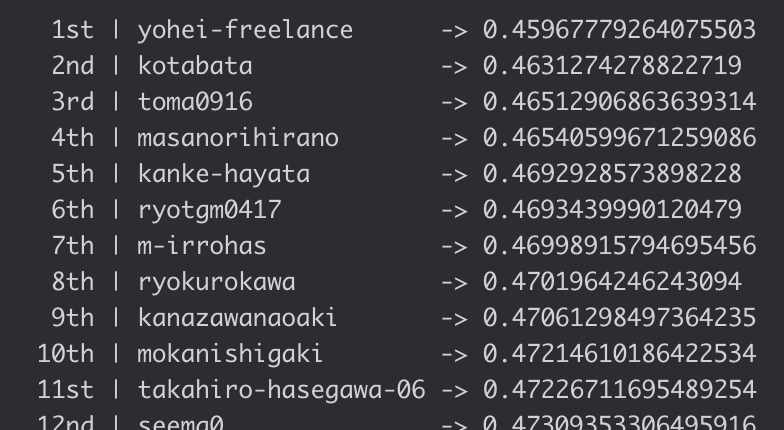 1st | yohei-freelance -> 0.45967779264075503
2nd | kotabata -> 0.4631274278822719
3rd | toma0916 -> 0.46512906863639314
4th | masanorihirano -> 0.46540599671259086
5th | kanke-hayata -> 0.4692928573898228
6th | ryotgm0417 -> 0.4693439990120479
7th | m-irrohas -> 0.46998915794695456
8th | ryokurokawa -> 0.4701964246243094
9th | kanazawanaoaki -> 0.47061298497364235
10th | mokanishigaki -> 0.47214610186422534
11st | takahiro-hasegawa-06 -> 0.47226711695489254
12nd | seema0 -> 0.47309353306495916